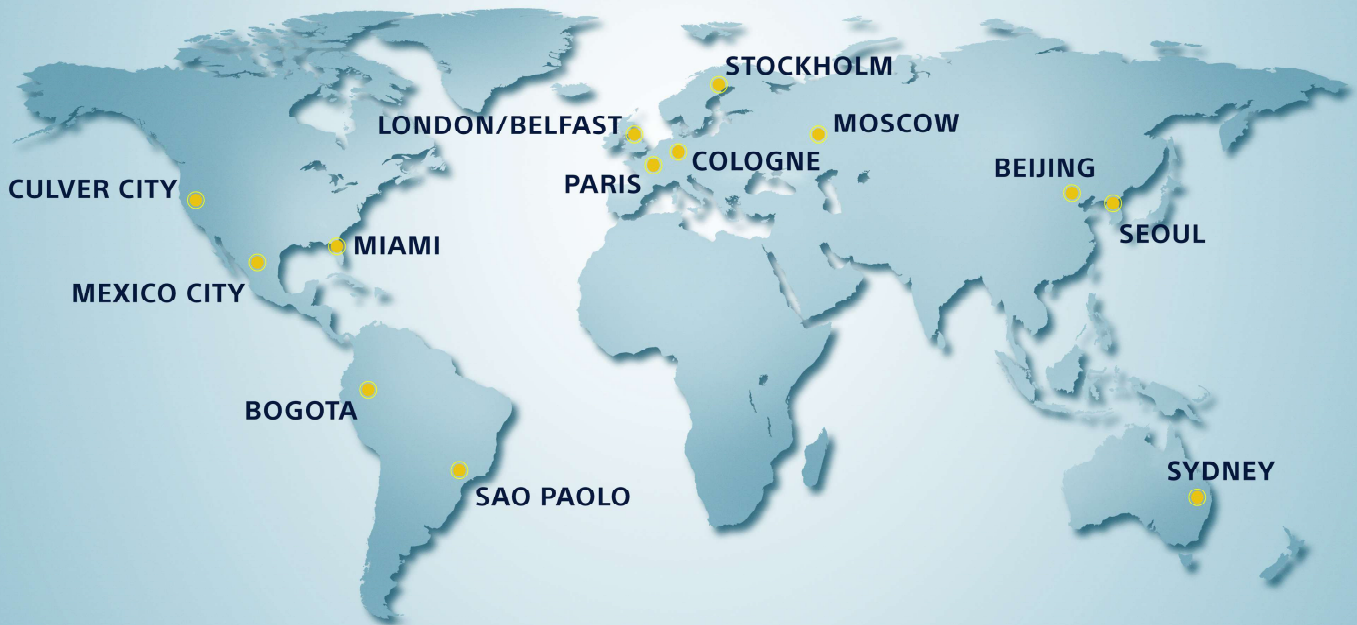 STOCKHOLM
LONDON/BELFAST
MOSCOW
COLOGNE
BEIJING
PARIS
CULVER CITY
SEOUL
MIAMI
MEXICO CITY
BOGOTA
SYDNEY
SAO PAOLO